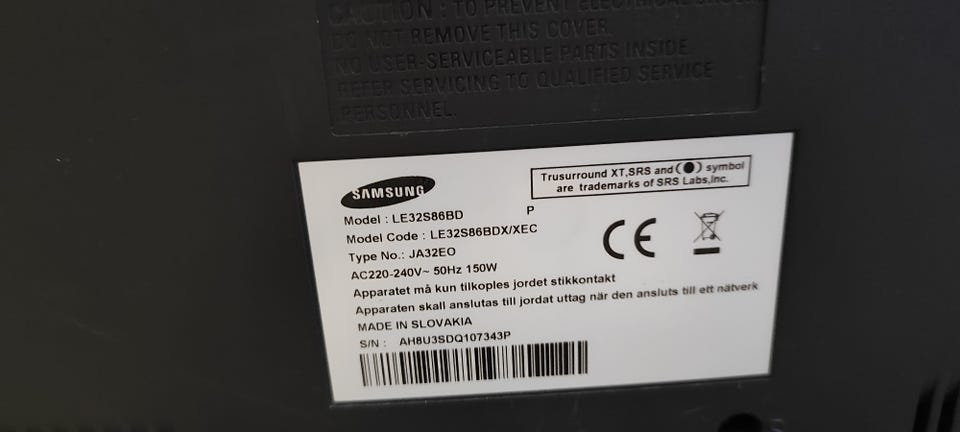 CAUTION : TO PREVENT ELECTRICAL SHOCK
DO NOT REMOVE THIS COVER.
NO USER-SERVICEABLE PARTS INSIDE.
REFER SERVICING TO QUALIFIED SERVICE
PERSONNEL.
SAMSUNG
Trusurround XT,SRS and (●) symbol
are trademarks of SRS Labs,Inc.
Model : LE32S86BD P
Model Code : LE32S86BDX/XEC
Type No.: JA32EO
AC220-240V~ 50Hz 150W
Apparatet må kun tilkoples jordet stikkontakt
Apparaten skall anslutas till jordat uttag når den ansluts till ett nätverk
MADE IN SLOVAKIA
S/N : AH8U3SDQ107343P
CE